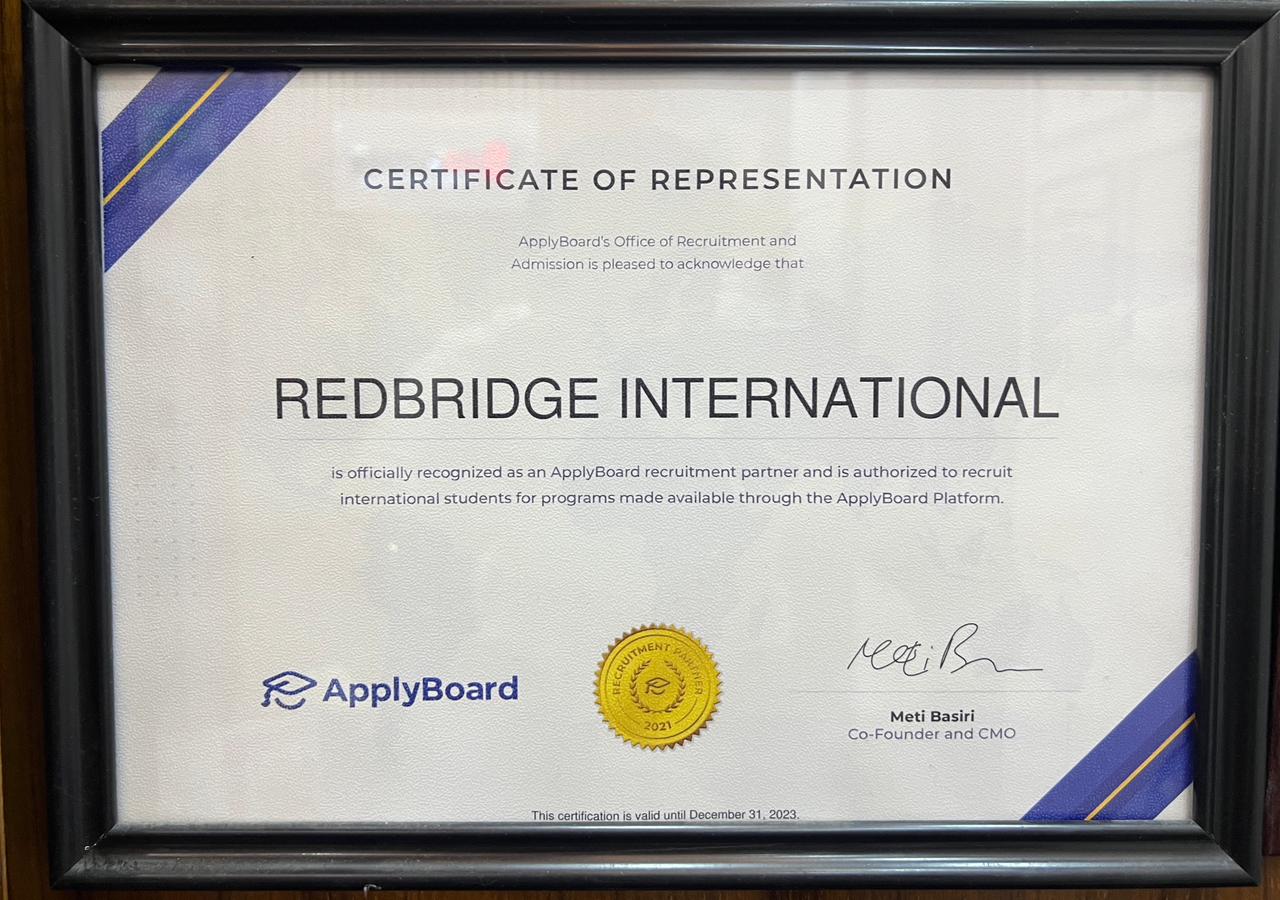 CERTIFICATE OF REPRESENTATION
ApplyBoard's Office of Recruitment and
Admission is pleased to acknowledge that
REDBRIDGE INTERNATIONAL
is officially recognized as an ApplyBoard recruitment partner and is authorized to recruit
international students for programs made available through the ApplyBoard Platform.
ApplyBoard
RECRUITMENT PARTNER
2021
Meti B
Meti Basiri
Co-Founder and CMO
This certification is valid until December 31, 2023.